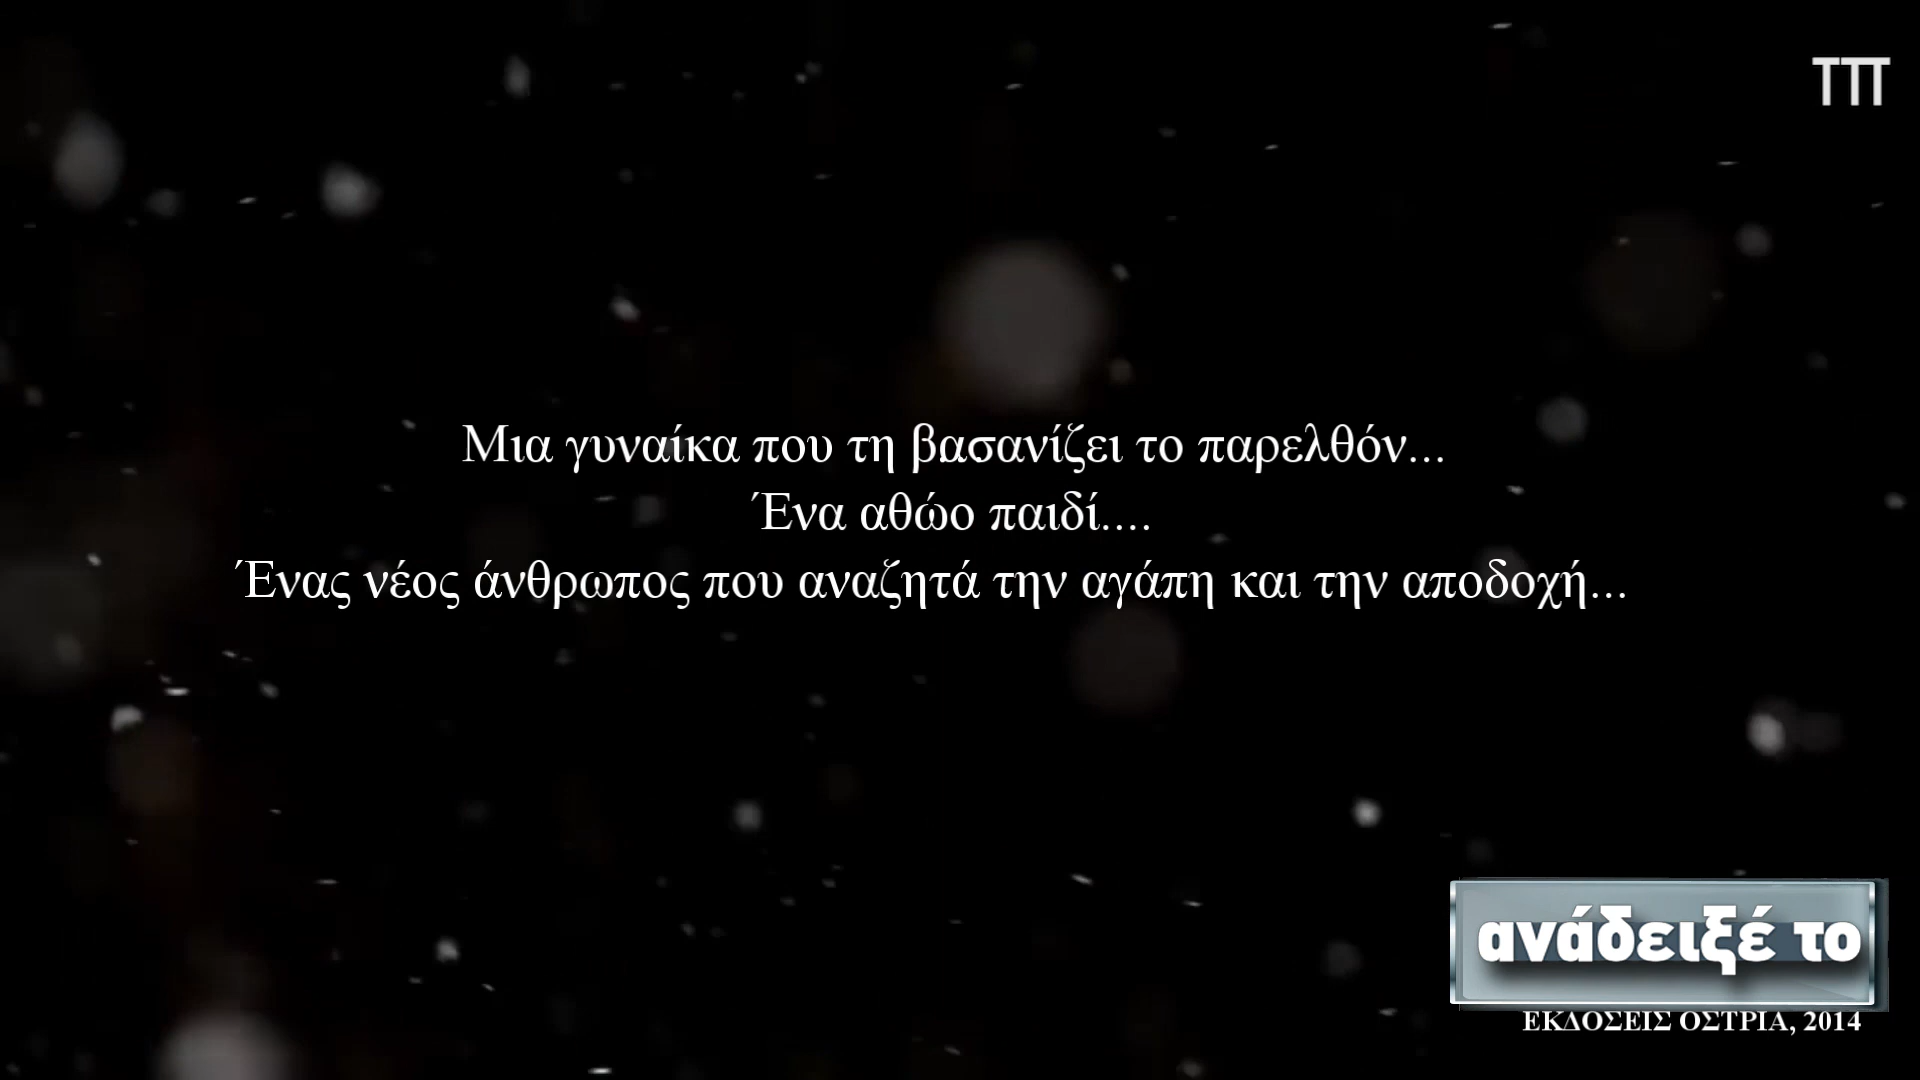 TTT
Μια γυναίκα που τη βασανίζει το παρελθόν...
Ένα αθώο παιδί....
Ένας νέος άνθρωπος που αναζητά την αγάπη και την αποδοχή...
ανάδειξέ το
ΕΚΔΟΣΕΙΣ ΟΣΤΡΙΑ, 2014